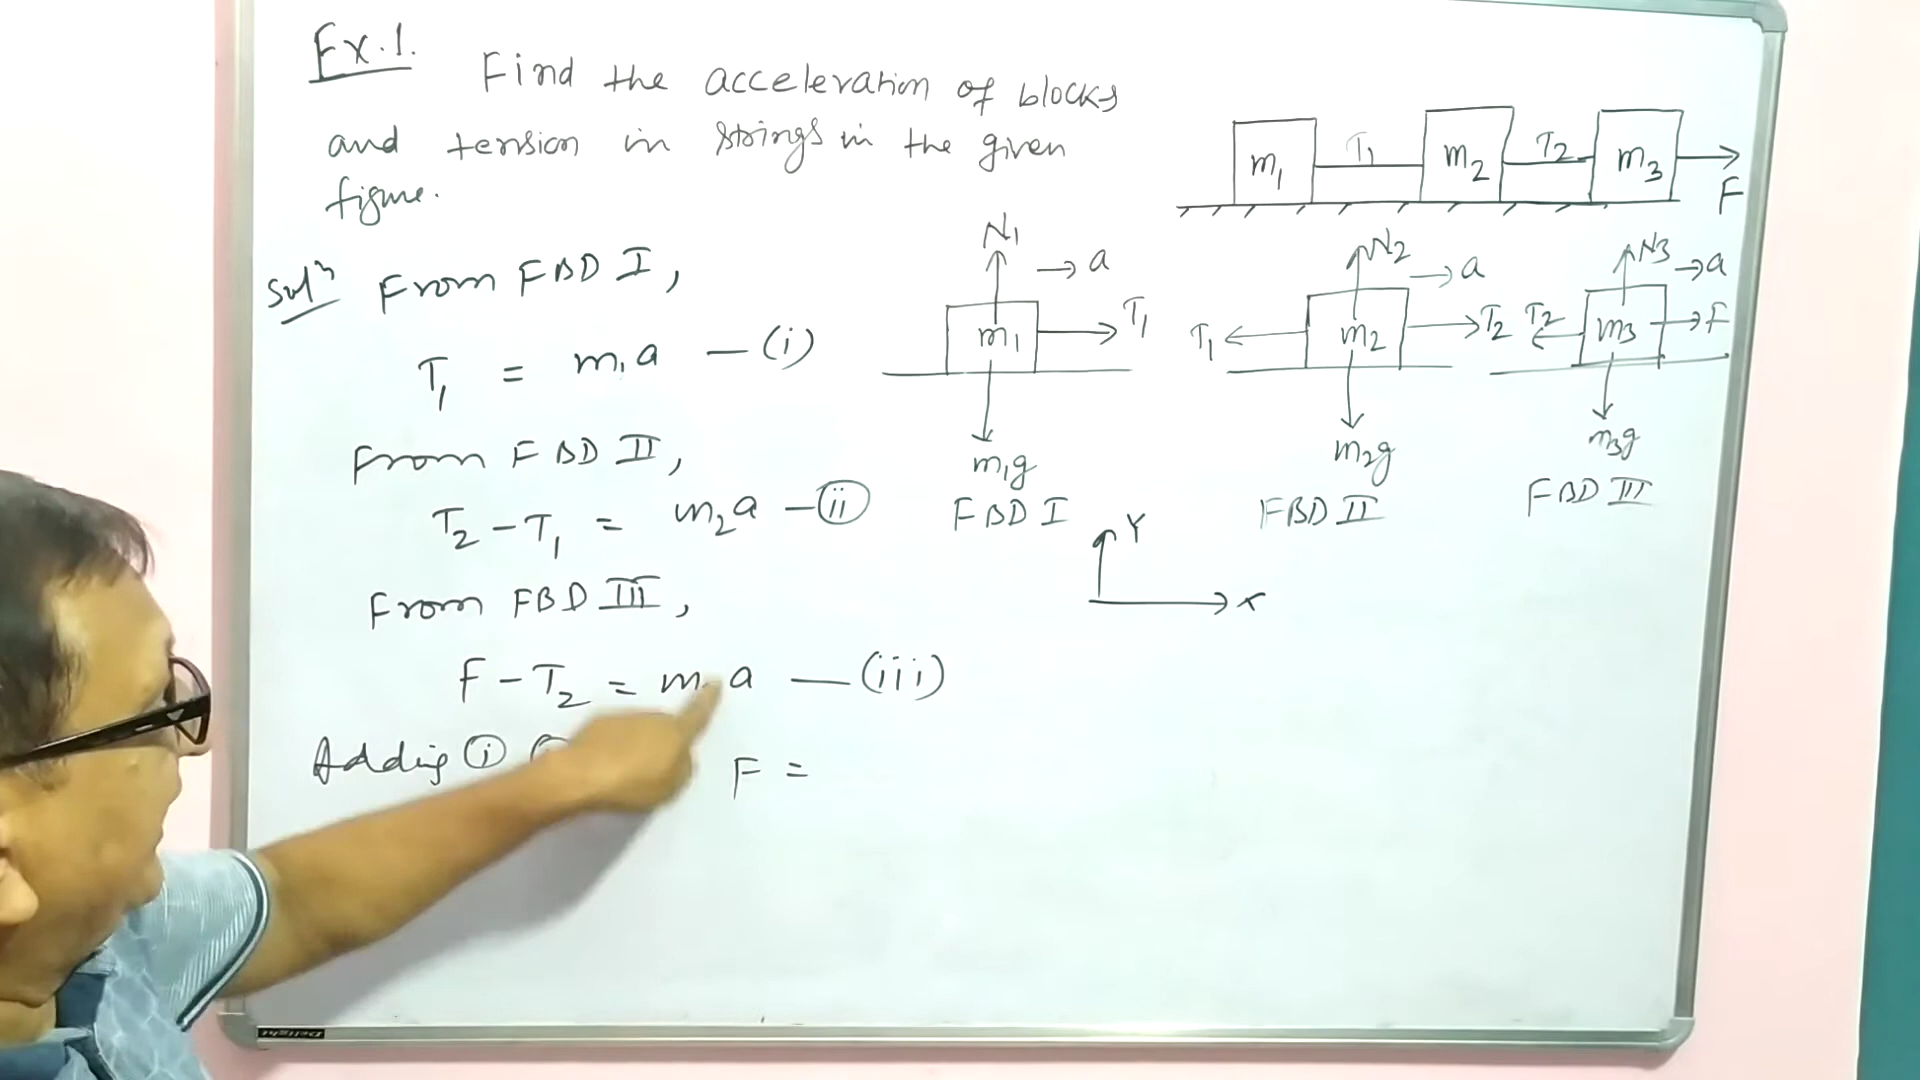 Ex.1. Find the acceleration of blocks
and tension in strings in the given
figure.
m1 T1 m2 T2 m3 F
Soln From FBD I,
T1 = m1a —(i)
From FBD II,
T2 - T1 = m2a —(ii)
From FBD III,
F - T2 = m a —(iii)
Adding (i) F =
N1 → a
m1 T1
m1g
FBD I
N2 → a
T1 m2 T2
m2g
FBD II
N3 → a
T2 m3 F
m3g
FBD III
Y
X